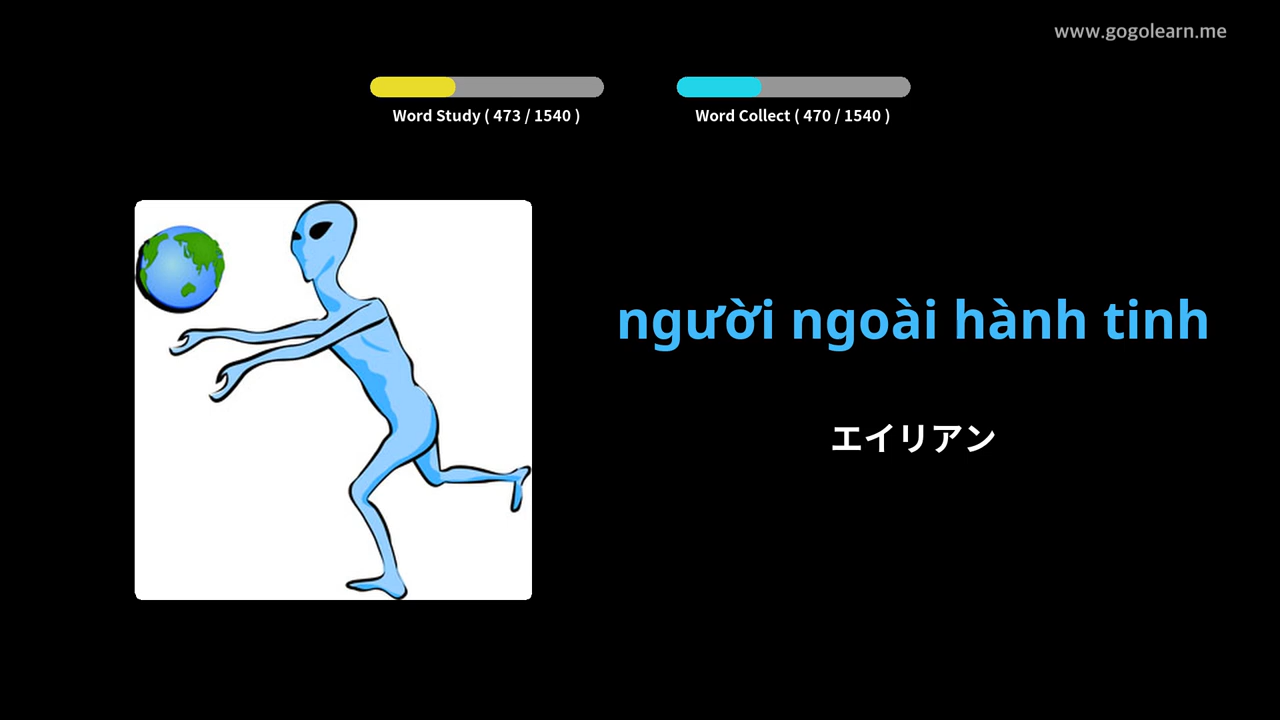 www.gogolearn.me
Word Study ( 473 / 1540 )
Word Collect ( 470 / 1540 )
người ngoài hành tinh
エイリアン